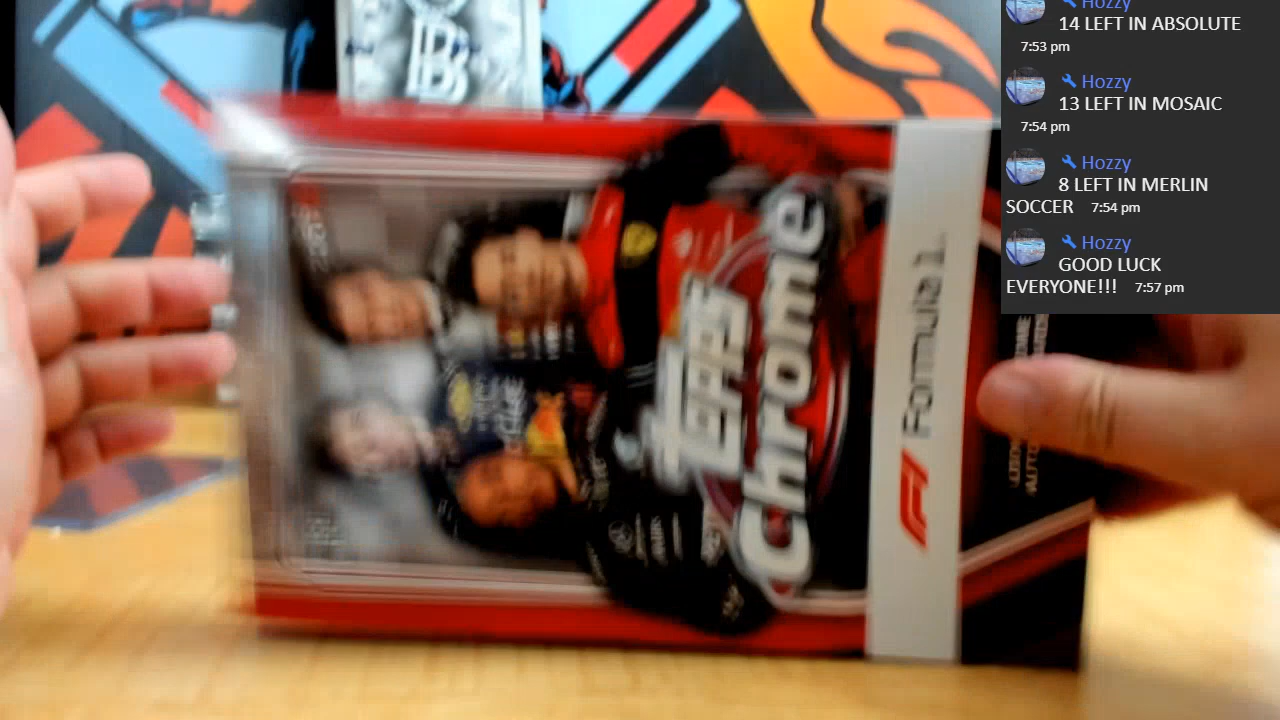 Hozzy
14 LEFT IN ABSOLUTE
7:53 pm
Hozzy
13 LEFT IN MOSAIC
7:54 pm
Hozzy
8 LEFT IN MERLIN
SOCCER 7:54 pm
Hozzy
GOOD LUCK
EVERYONE!!! 7:57 pm
Topps
Chrome
F1 Formula 1